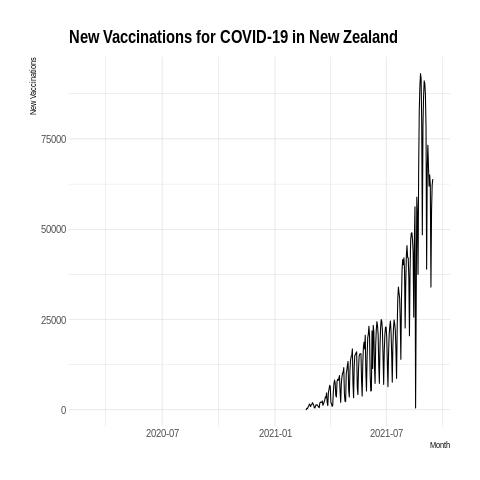 New Vaccinations for COVID-19 in New Zealand
New Vaccinations
75000
50000
25000
0
2020-07
2021-01
2021-07
Month